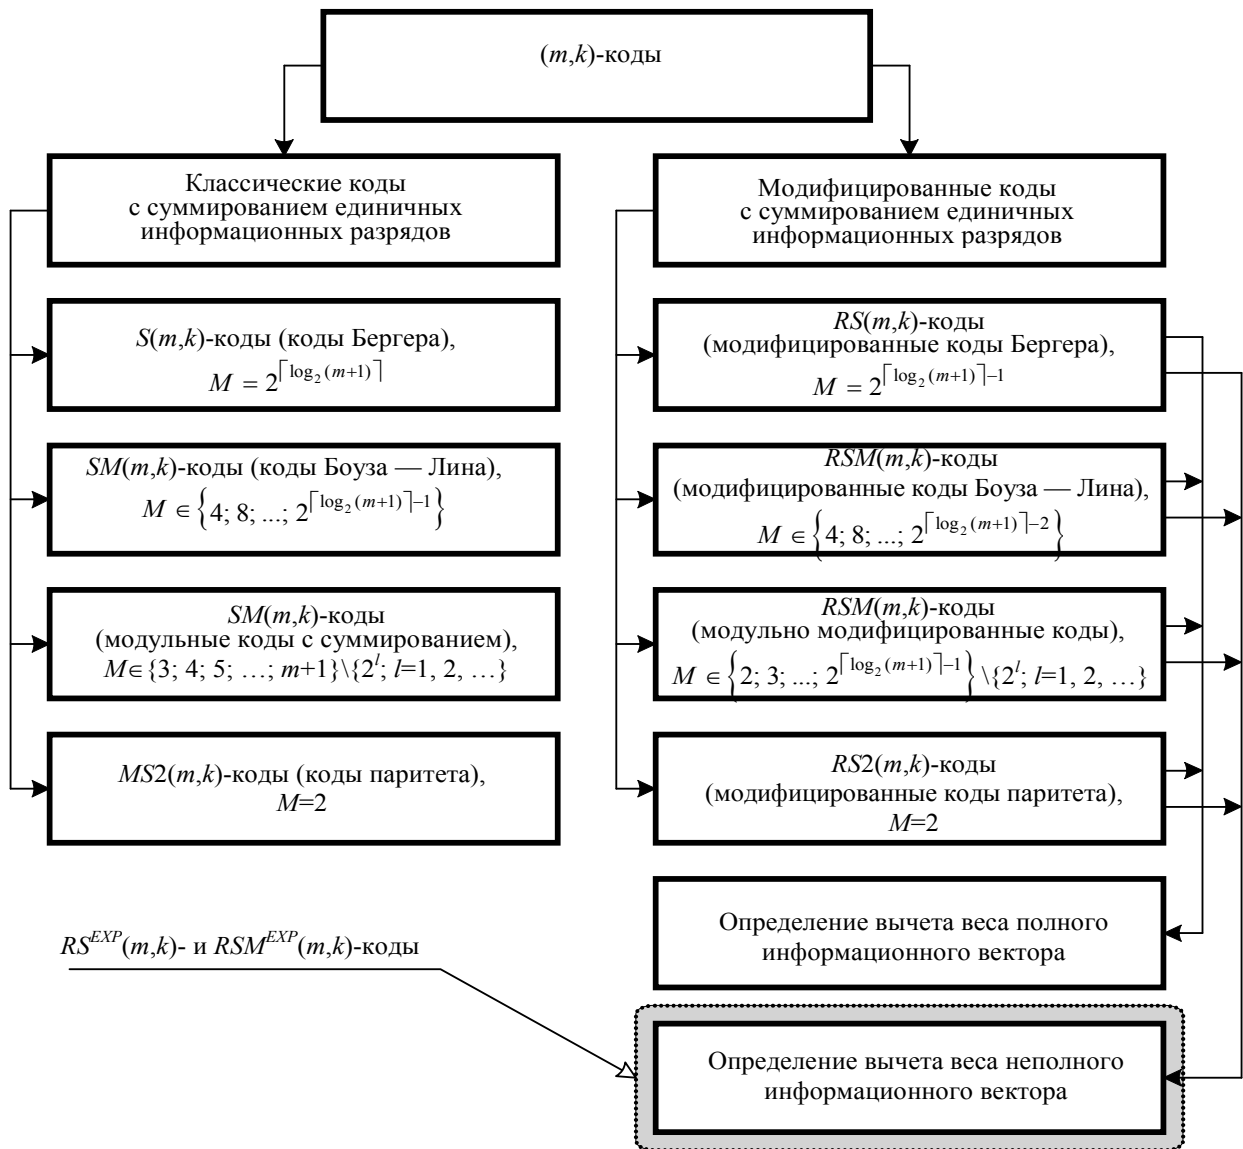 (m,k)-коды
Классические коды
с суммированием единичных
информационных разрядов
S(m,k)-коды (коды Бергера),
M = 2^{⌈log₂(m+1)⌉}
SM(m,k)-коды (коды Боуза — Лина),
M ∈ {4; 8; ...; 2^{⌈log₂(m+1)⌉−1}}
SM(m,k)-коды
(модульные коды с суммированием),
M∈{3; 4; 5; …; m+1}\{2^l; l=1, 2, …}
MS2(m,k)-коды (коды паритета),
M=2
Модифицированные коды
с суммированием единичных
информационных разрядов
RS(m,k)-коды
(модифицированные коды Бергера),
M = 2^{⌈log₂(m+1)⌉−1}
RSM(m,k)-коды
(модифицированные коды Боуза — Лина),
M ∈ {4; 8; ...; 2^{⌈log₂(m+1)⌉−2}}
RSM(m,k)-коды
(модульно модифицированные коды),
M ∈ {2; 3; ...; 2^{⌈log₂(m+1)⌉−1}} \{2^l; l=1, 2, …}
RS2(m,k)-коды
(модифицированные коды паритета),
M=2
Определение вычета веса полного
информационного вектора
RS^{EXP}(m,k)- и RSM^{EXP}(m,k)-коды
Определение вычета веса неполного
информационного вектора